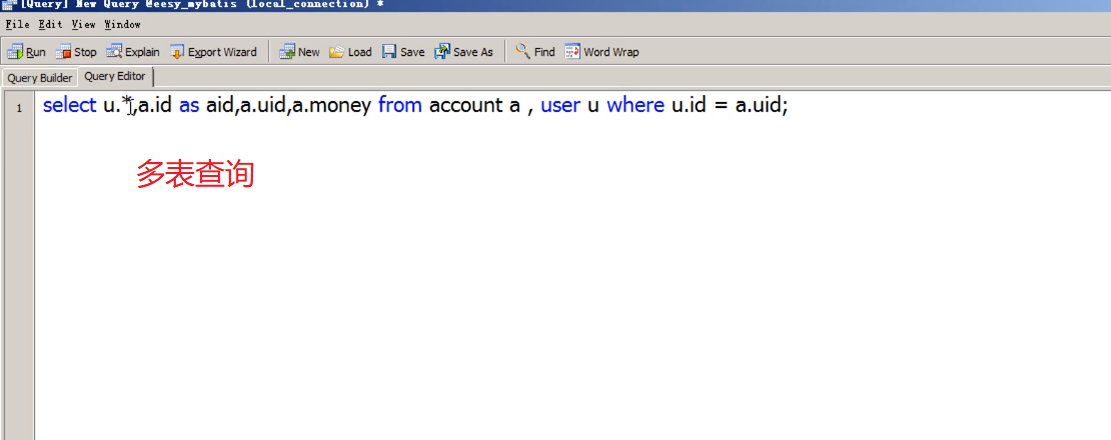 [Query] New Query @eesy_mybatis (local_connection) *
File Edit View Window
Run Stop Explain Export Wizard New Load Save Save As Find Word Wrap
Query Builder Query Editor
1 select u.*,a.id as aid,a.uid,a.money from account a , user u where u.id = a.uid;
多表查询